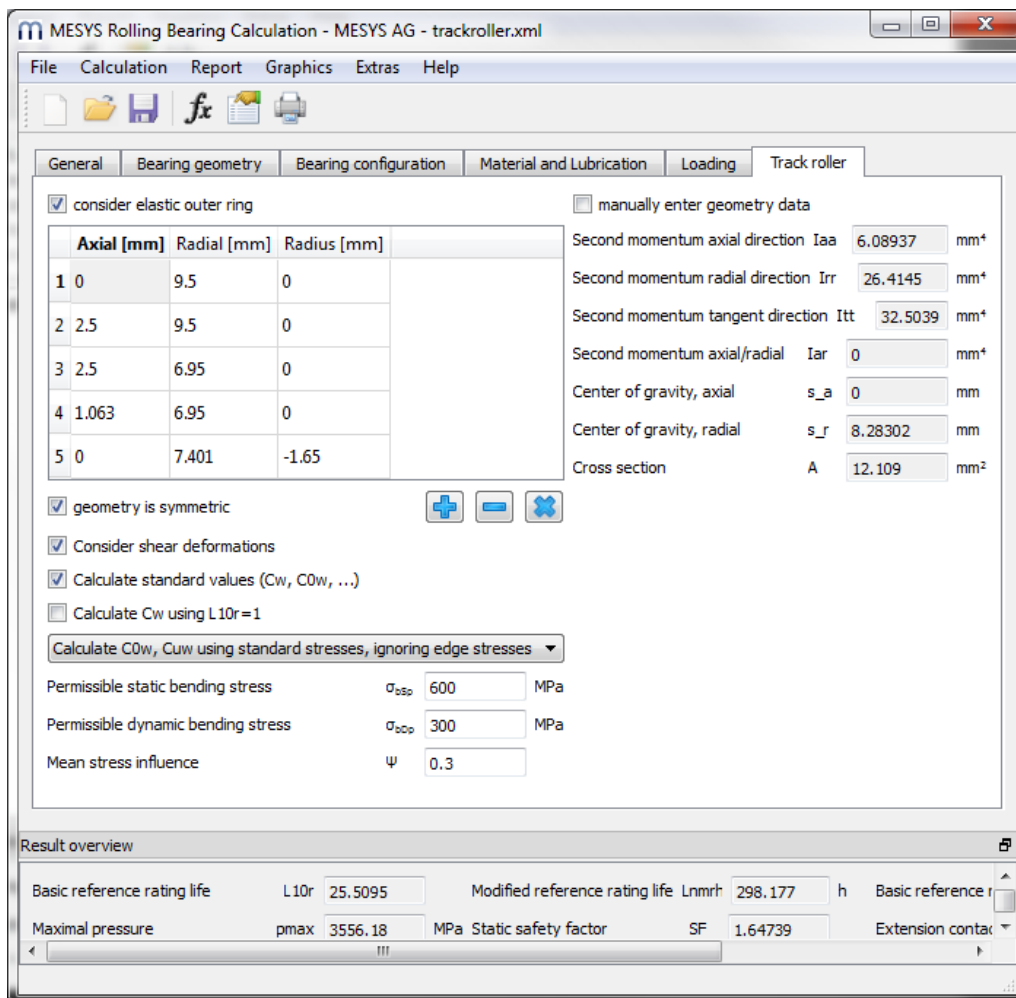 MESYS Rolling Bearing Calculation - MESYS AG - trackroller.xml
File Calculation Report Graphics Extras Help
fx
General Bearing geometry Bearing configuration Material and Lubrication Loading Track roller
consider elastic outer ring
Axial [mm] Radial [mm] Radius [mm]
1 0 9.5 0
2 2.5 9.5 0
3 2.5 6.95 0
4 1.063 6.95 0
5 0 7.401 -1.65
geometry is symmetric
Consider shear deformations
Calculate standard values (Cw, C0w, ...)
Calculate Cw using L10r=1
Calculate C0w, Cuw using standard stresses, ignoring edge stresses
Permissible static bending stress σbSp 600 MPa
Permissible dynamic bending stress σbDp 300 MPa
Mean stress influence Ψ 0.3
manually enter geometry data
Second momentum axial direction Iaa 6.08937 mm⁴
Second momentum radial direction Irr 26.4145 mm⁴
Second momentum tangent direction Itt 32.5039 mm⁴
Second momentum axial/radial Iar 0 mm⁴
Center of gravity, axial s_a 0 mm
Center of gravity, radial s_r 8.28302 mm
Cross section A 12.109 mm²
Result overview
Basic reference rating life L10r 25.5095 Modified reference rating life Lnmrh 298.177 h Basic reference r
Maximal pressure pmax 3556.18 MPa Static safety factor SF 1.64739 Extension contac